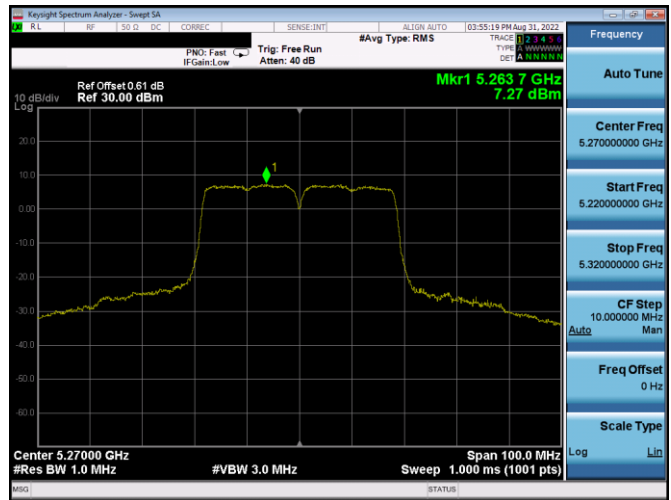 Keysight Spectrum Analyzer - Swept SA
RL RF 50 Ω DC CORREC SENSE:INT ALIGN AUTO 03:55:19 PM Aug 31, 2022
#Avg Type: RMS TRACE 1 2 3 4 5 6
PNO: Fast Trig: Free Run TYPE A WWWWW
IFGain:Low Atten: 40 dB DET A N N N N N
Frequency
Auto Tune
Mkr1 5.263 7 GHz
7.27 dBm
Ref Offset 0.61 dB
10 dB/div Ref 30.00 dBm
Log
20.0
10.0
0.00
-10.0
-20.0
-30.0
-40.0
-50.0
-60.0
1
Center 5.27000 GHz Span 100.0 MHz
#Res BW 1.0 MHz #VBW 3.0 MHz Sweep 1.000 ms (1001 pts)
MSG STATUS
Center Freq
5.270000000 GHz
Start Freq
5.220000000 GHz
Stop Freq
5.320000000 GHz
CF Step
10.000000 MHz
Auto Man
Freq Offset
0 Hz
Scale Type
Log Lin